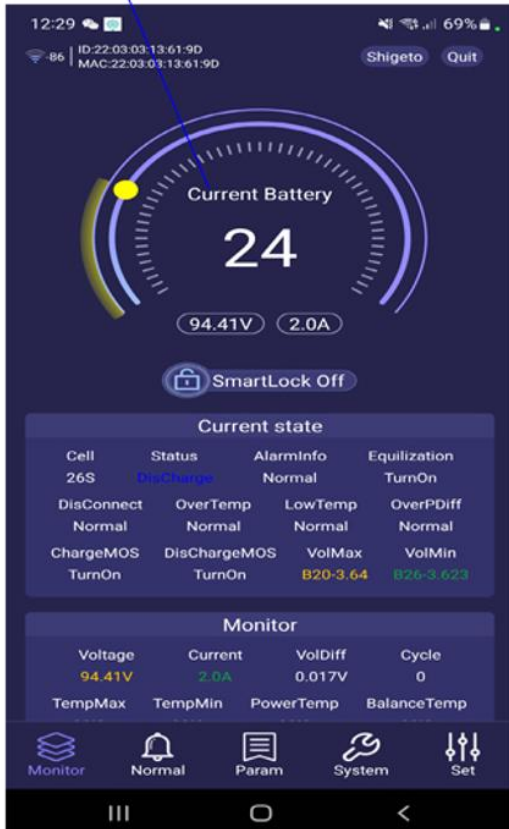 12:29 69%
-86 ID:22:03:03:13:61:9D
MAC:22:03:03:13:61:9D
Shigeto Quit
Current Battery
24
94.41V 2.0A
SmartLock Off
Current state
Cell Status AlarmInfo Equilization
26S DisCharge Normal TurnOn
DisConnect OverTemp LowTemp OverPDiff
Normal Normal Normal Normal
ChargeMOS DisChargeMOS VolMax VolMin
TurnOn TurnOn B20-3.64 B26-3.623
Monitor
Voltage Current VolDiff Cycle
94.41V 2.0A 0.017V 0
TempMax TempMin PowerTemp BalanceTemp
Monitor Normal Param System Set